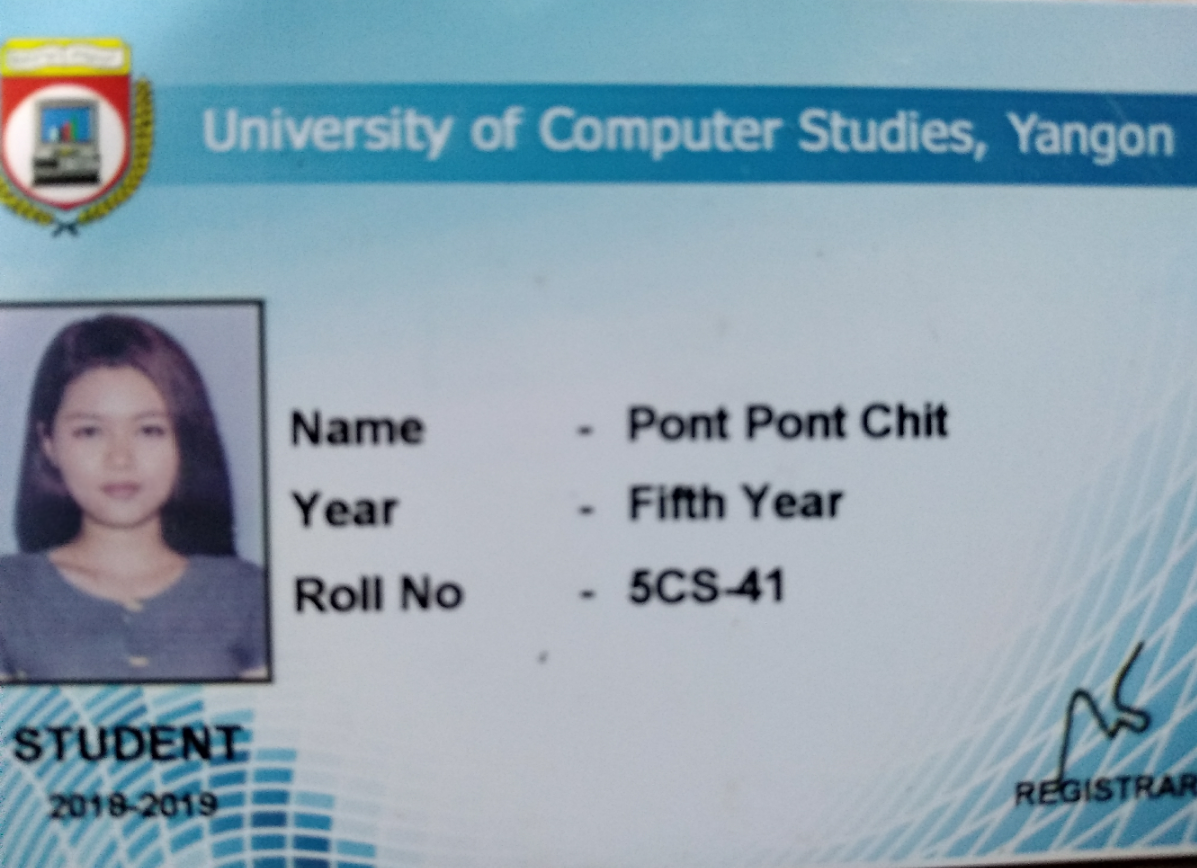 University of Computer Studies, Yangon
Name - Pont Pont Chit
Year - Fifth Year
Roll No - 5CS-41
STUDENT
2018-2019
REGISTRAR